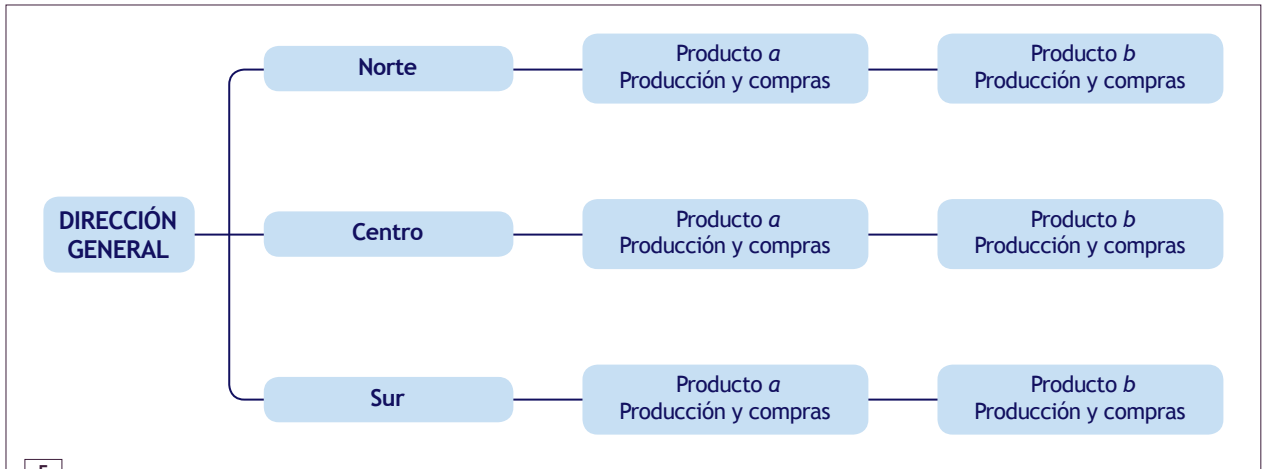 Norte
Producto a
Producción y compras
Producto b
Producción y compras
DIRECCIÓN
GENERAL
Centro
Producto a
Producción y compras
Producto b
Producción y compras
Sur
Producto a
Producción y compras
Producto b
Producción y compras